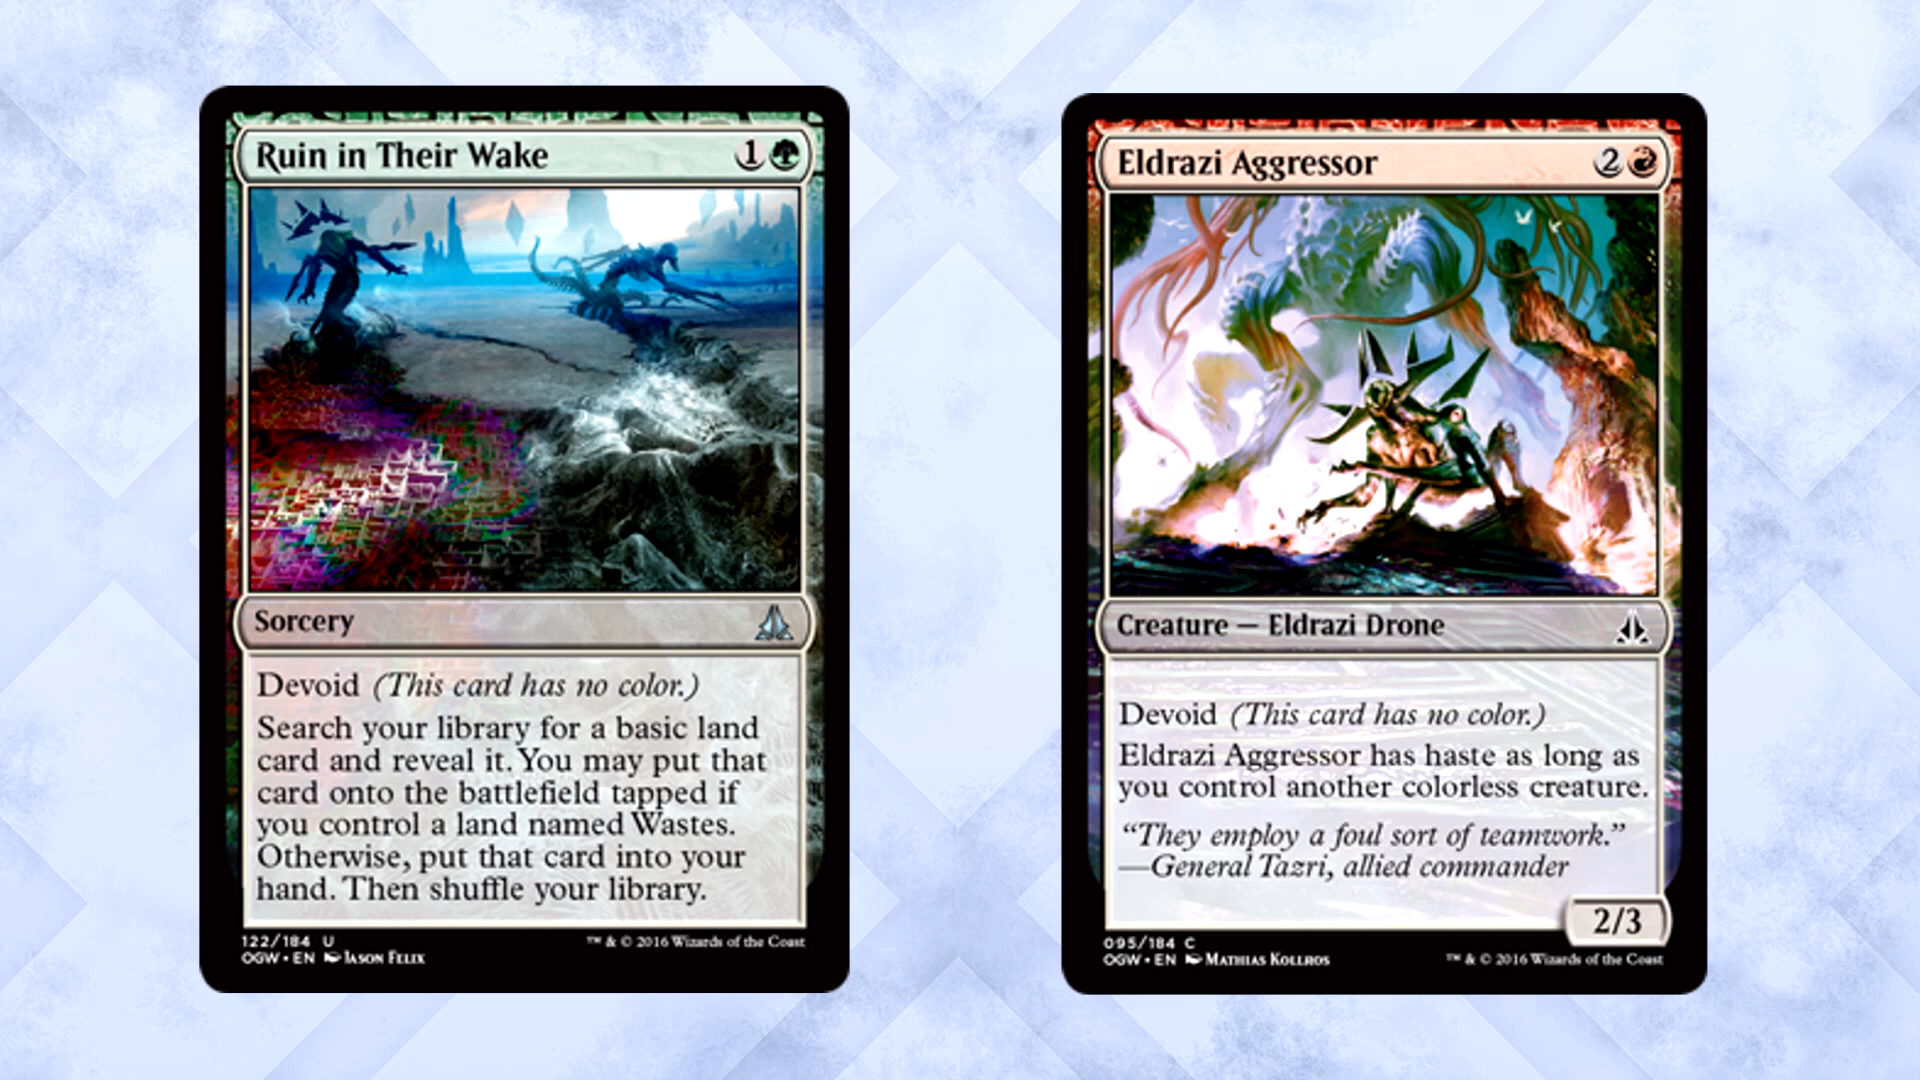 Ruin in Their Wake
1
Sorcery
Devoid (This card has no color.)
Search your library for a basic land
card and reveal it. You may put that
card onto the battlefield tapped if
you control a land named Wastes.
Otherwise, put that card into your
hand. Then shuffle your library.
122/184 U
OGW • EN Jason Felix
™ & © 2016 Wizards of the Coast
Eldrazi Aggressor
2
Creature — Eldrazi Drone
Devoid (This card has no color.)
Eldrazi Aggressor has haste as long as
you control another colorless creature.
“They employ a foul sort of teamwork.”
—General Tazri, allied commander
2/3
095/184 C
OGW • EN Mathias Kollros
™ & © 2016 Wizards of the Coast